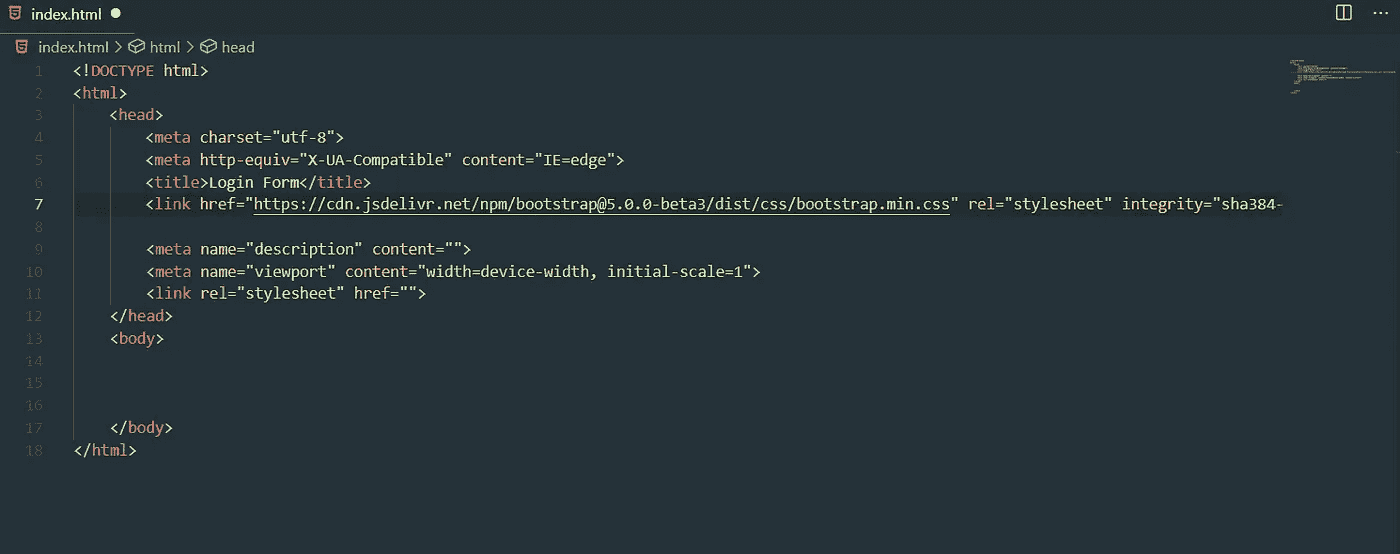 index.html
index.html > html > head
1 <!DOCTYPE html>
2 <html>
3 <head>
4 <meta charset="utf-8">
5 <meta http-equiv="X-UA-Compatible" content="IE=edge">
6 <title>Login Form</title>
7 <link href="https://cdn.jsdelivr.net/npm/bootstrap@5.0.0-beta3/dist/css/bootstrap.min.css" rel="stylesheet" integrity="sha384-
8
9 <meta name="description" content="">
10 <meta name="viewport" content="width=device-width, initial-scale=1">
11 <link rel="stylesheet" href="">
12 </head>
13 <body>
14
15
16
17 </body>
18 </html>